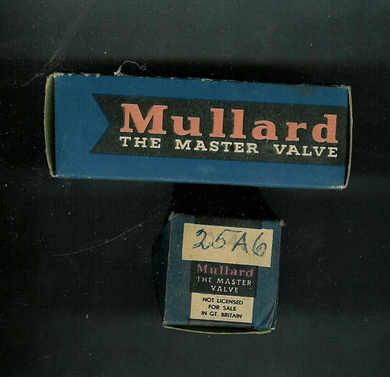 Mullard
THE MASTER VALVE
25A6
Mullard
THE MASTER
VALVE
NOT LICENSED
FOR SALE
IN GT. BRITAIN